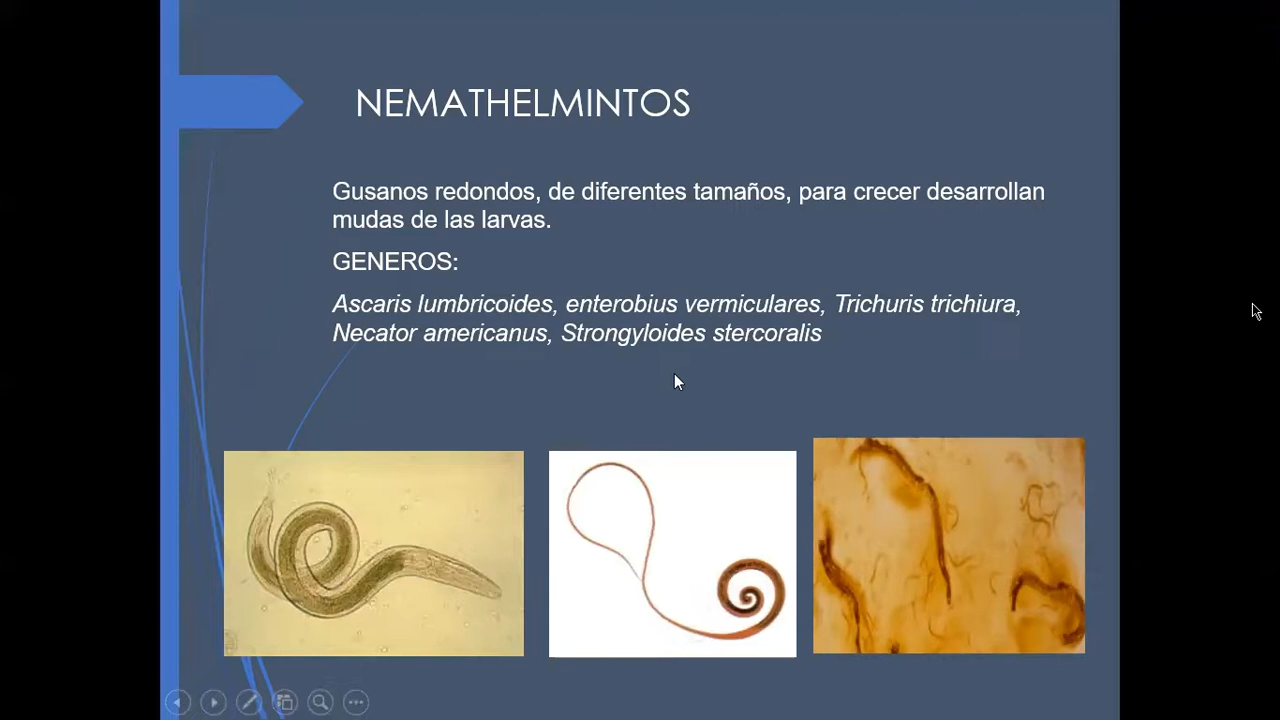 NEMATHELMINTOS
Gusanos redondos, de diferentes tamaños, para crecer desarrollan
mudas de las larvas.
GENEROS:
Ascaris lumbricoides, enterobius vermiculares, Trichuris trichiura,
Necator americanus, Strongyloides stercoralis